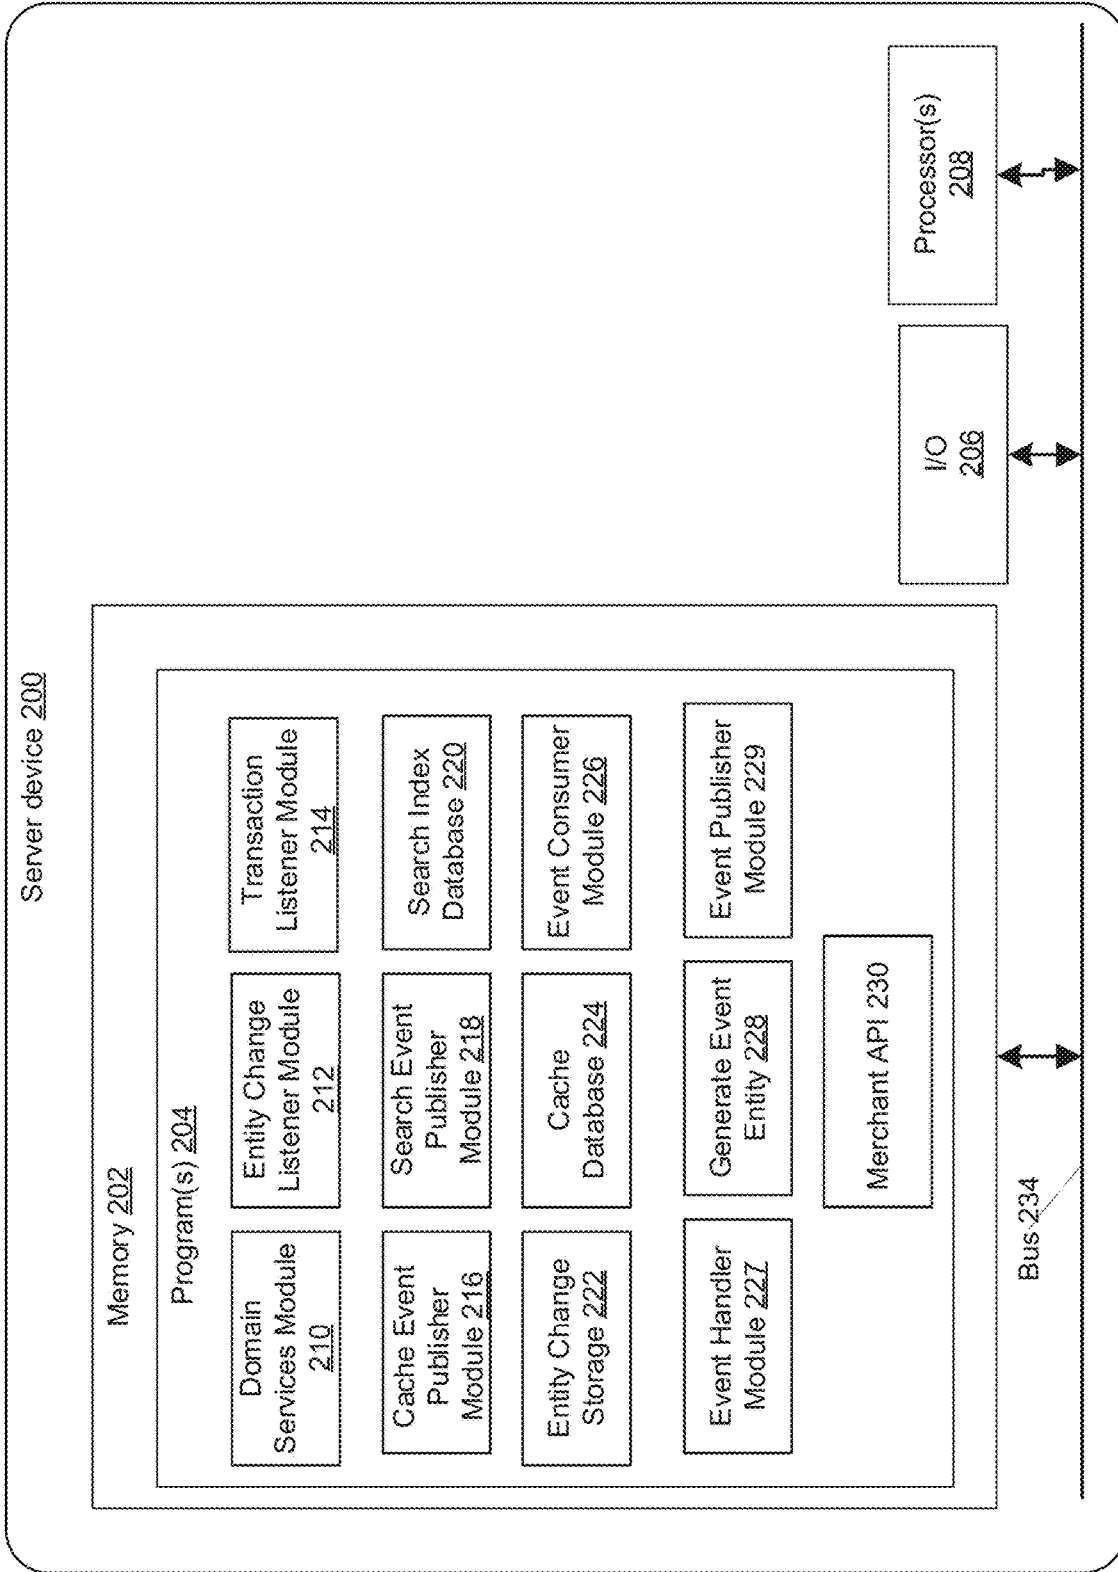 Server device 200
Memory 202
Program(s) 204
Domain
Services Module
210
Entity Change
Listener Module
212
Transaction
Listener Module
214
Cache Event
Publisher
Module 216
Search Event
Publisher
Module 218
Search Index
Database 220
Entity Change
Storage 222
Cache
Database 224
Event Consumer
Module 226
Event Handler
Module 227
Generate Event
Entity 228
Event Publisher
Module 229
Merchant API 230
I/O
206
Processor(s)
208
Bus 234